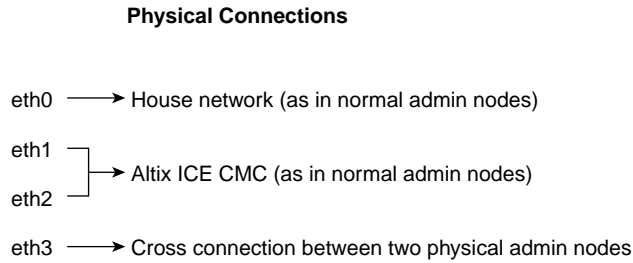 Physical Connections
eth0 House network (as in normal admin nodes)
eth1
Altix ICE CMC (as in normal admin nodes)
eth2
eth3 Cross connection between two physical admin nodes